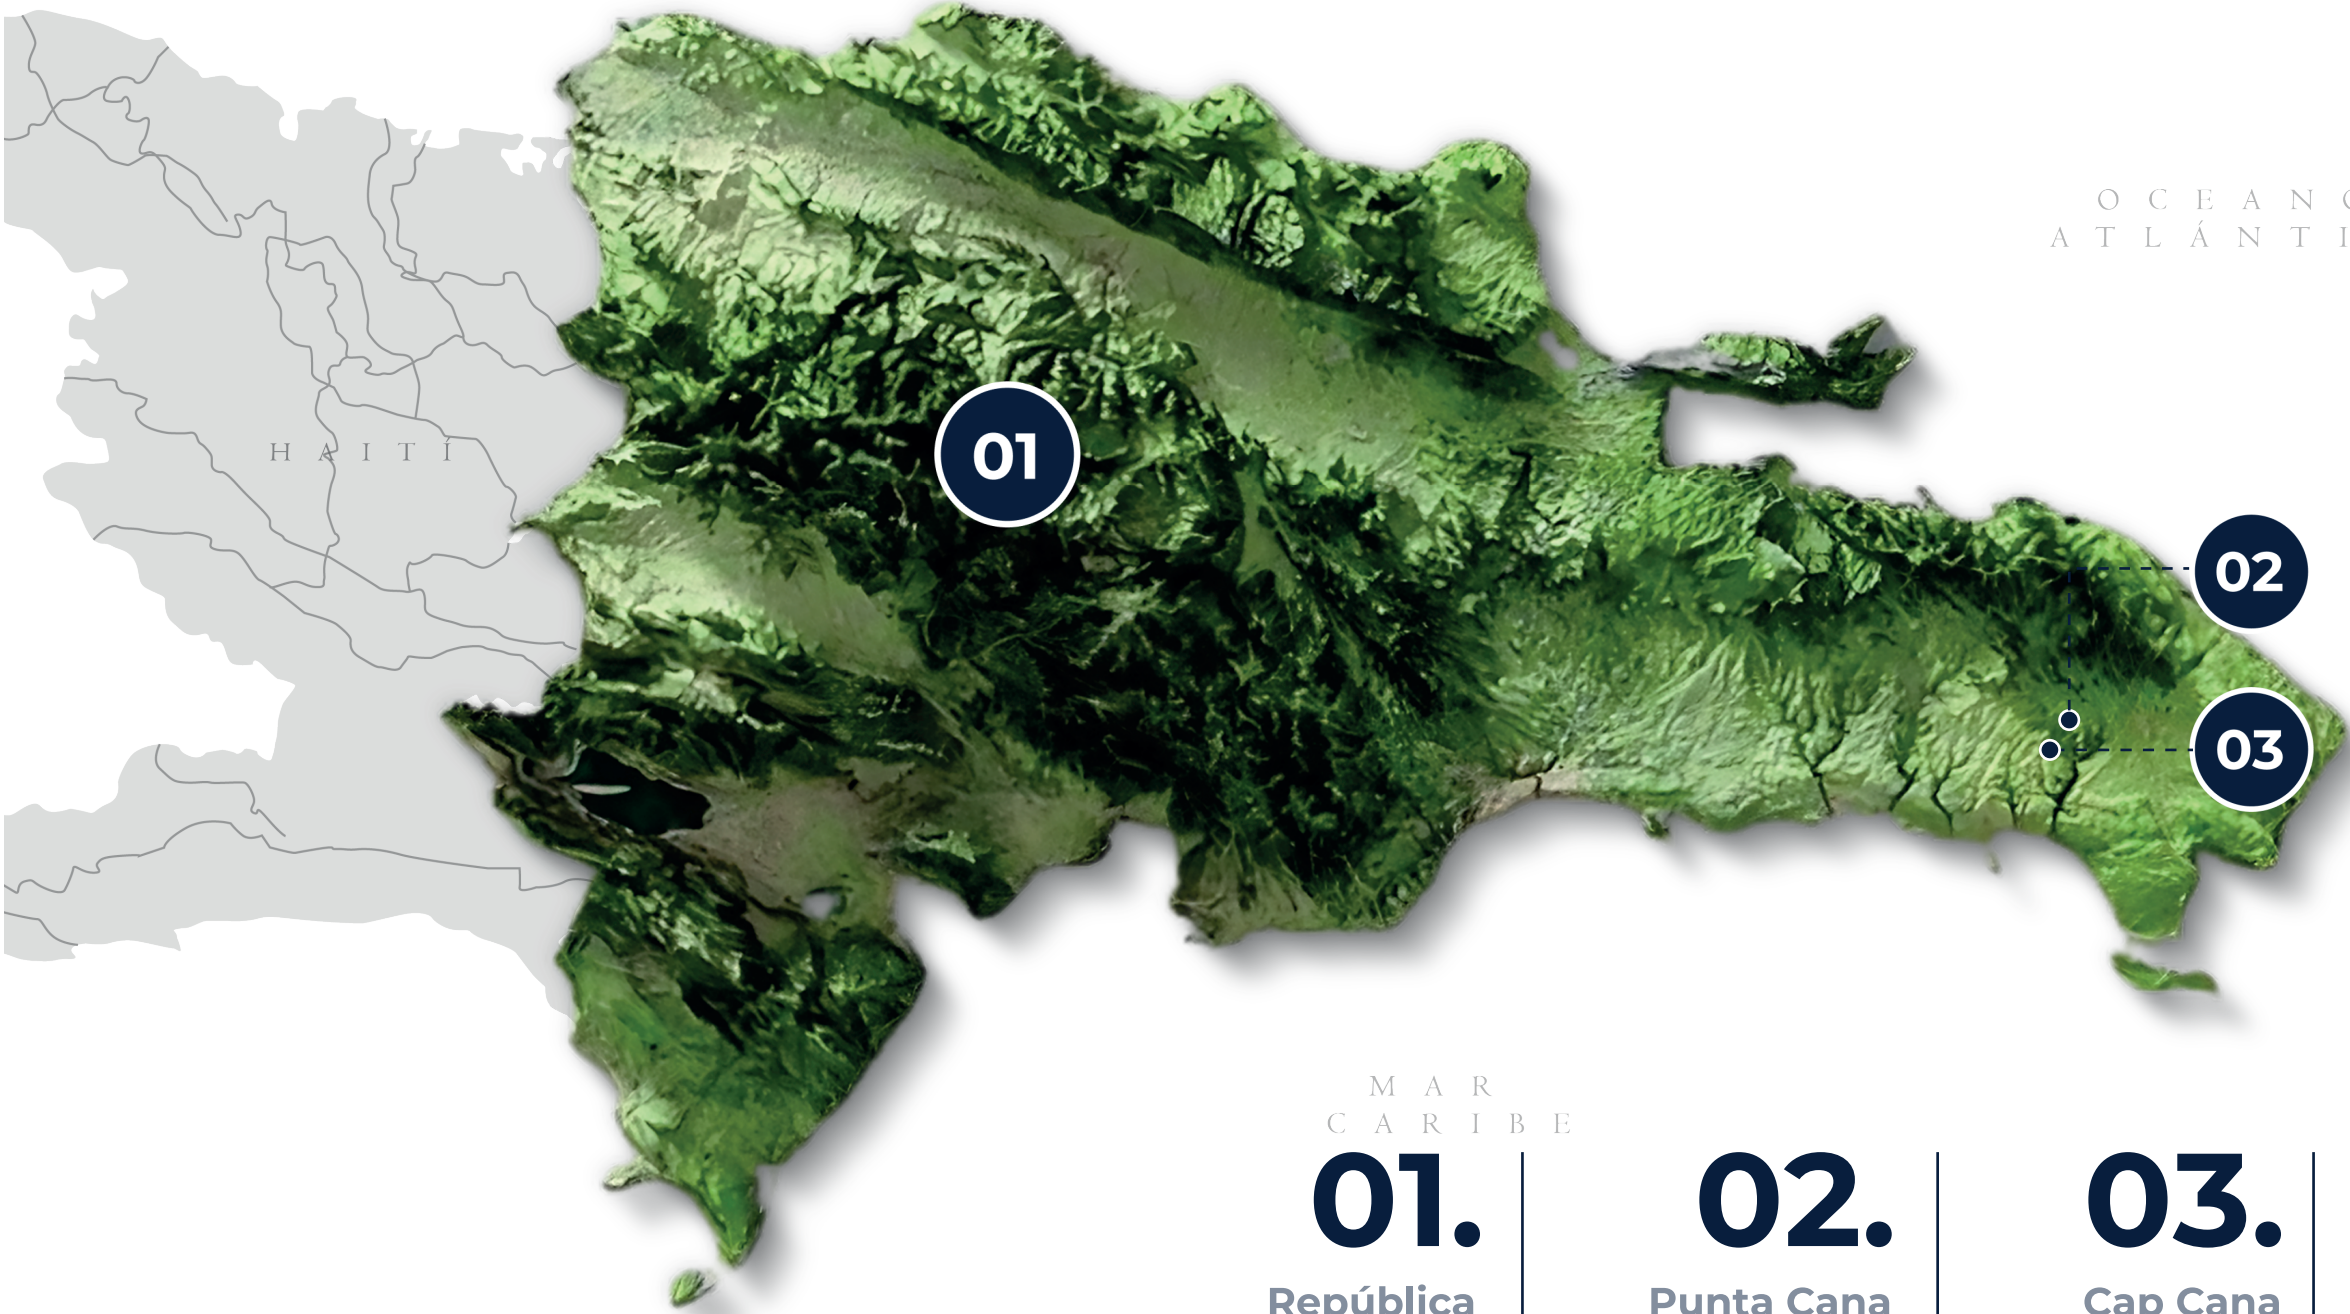 OCEANO
ATLÁNTI
HAITÍ
01
02
03
MAR
CARIBE
01.
02.
03.
República
Punta Cana
Cap Cana